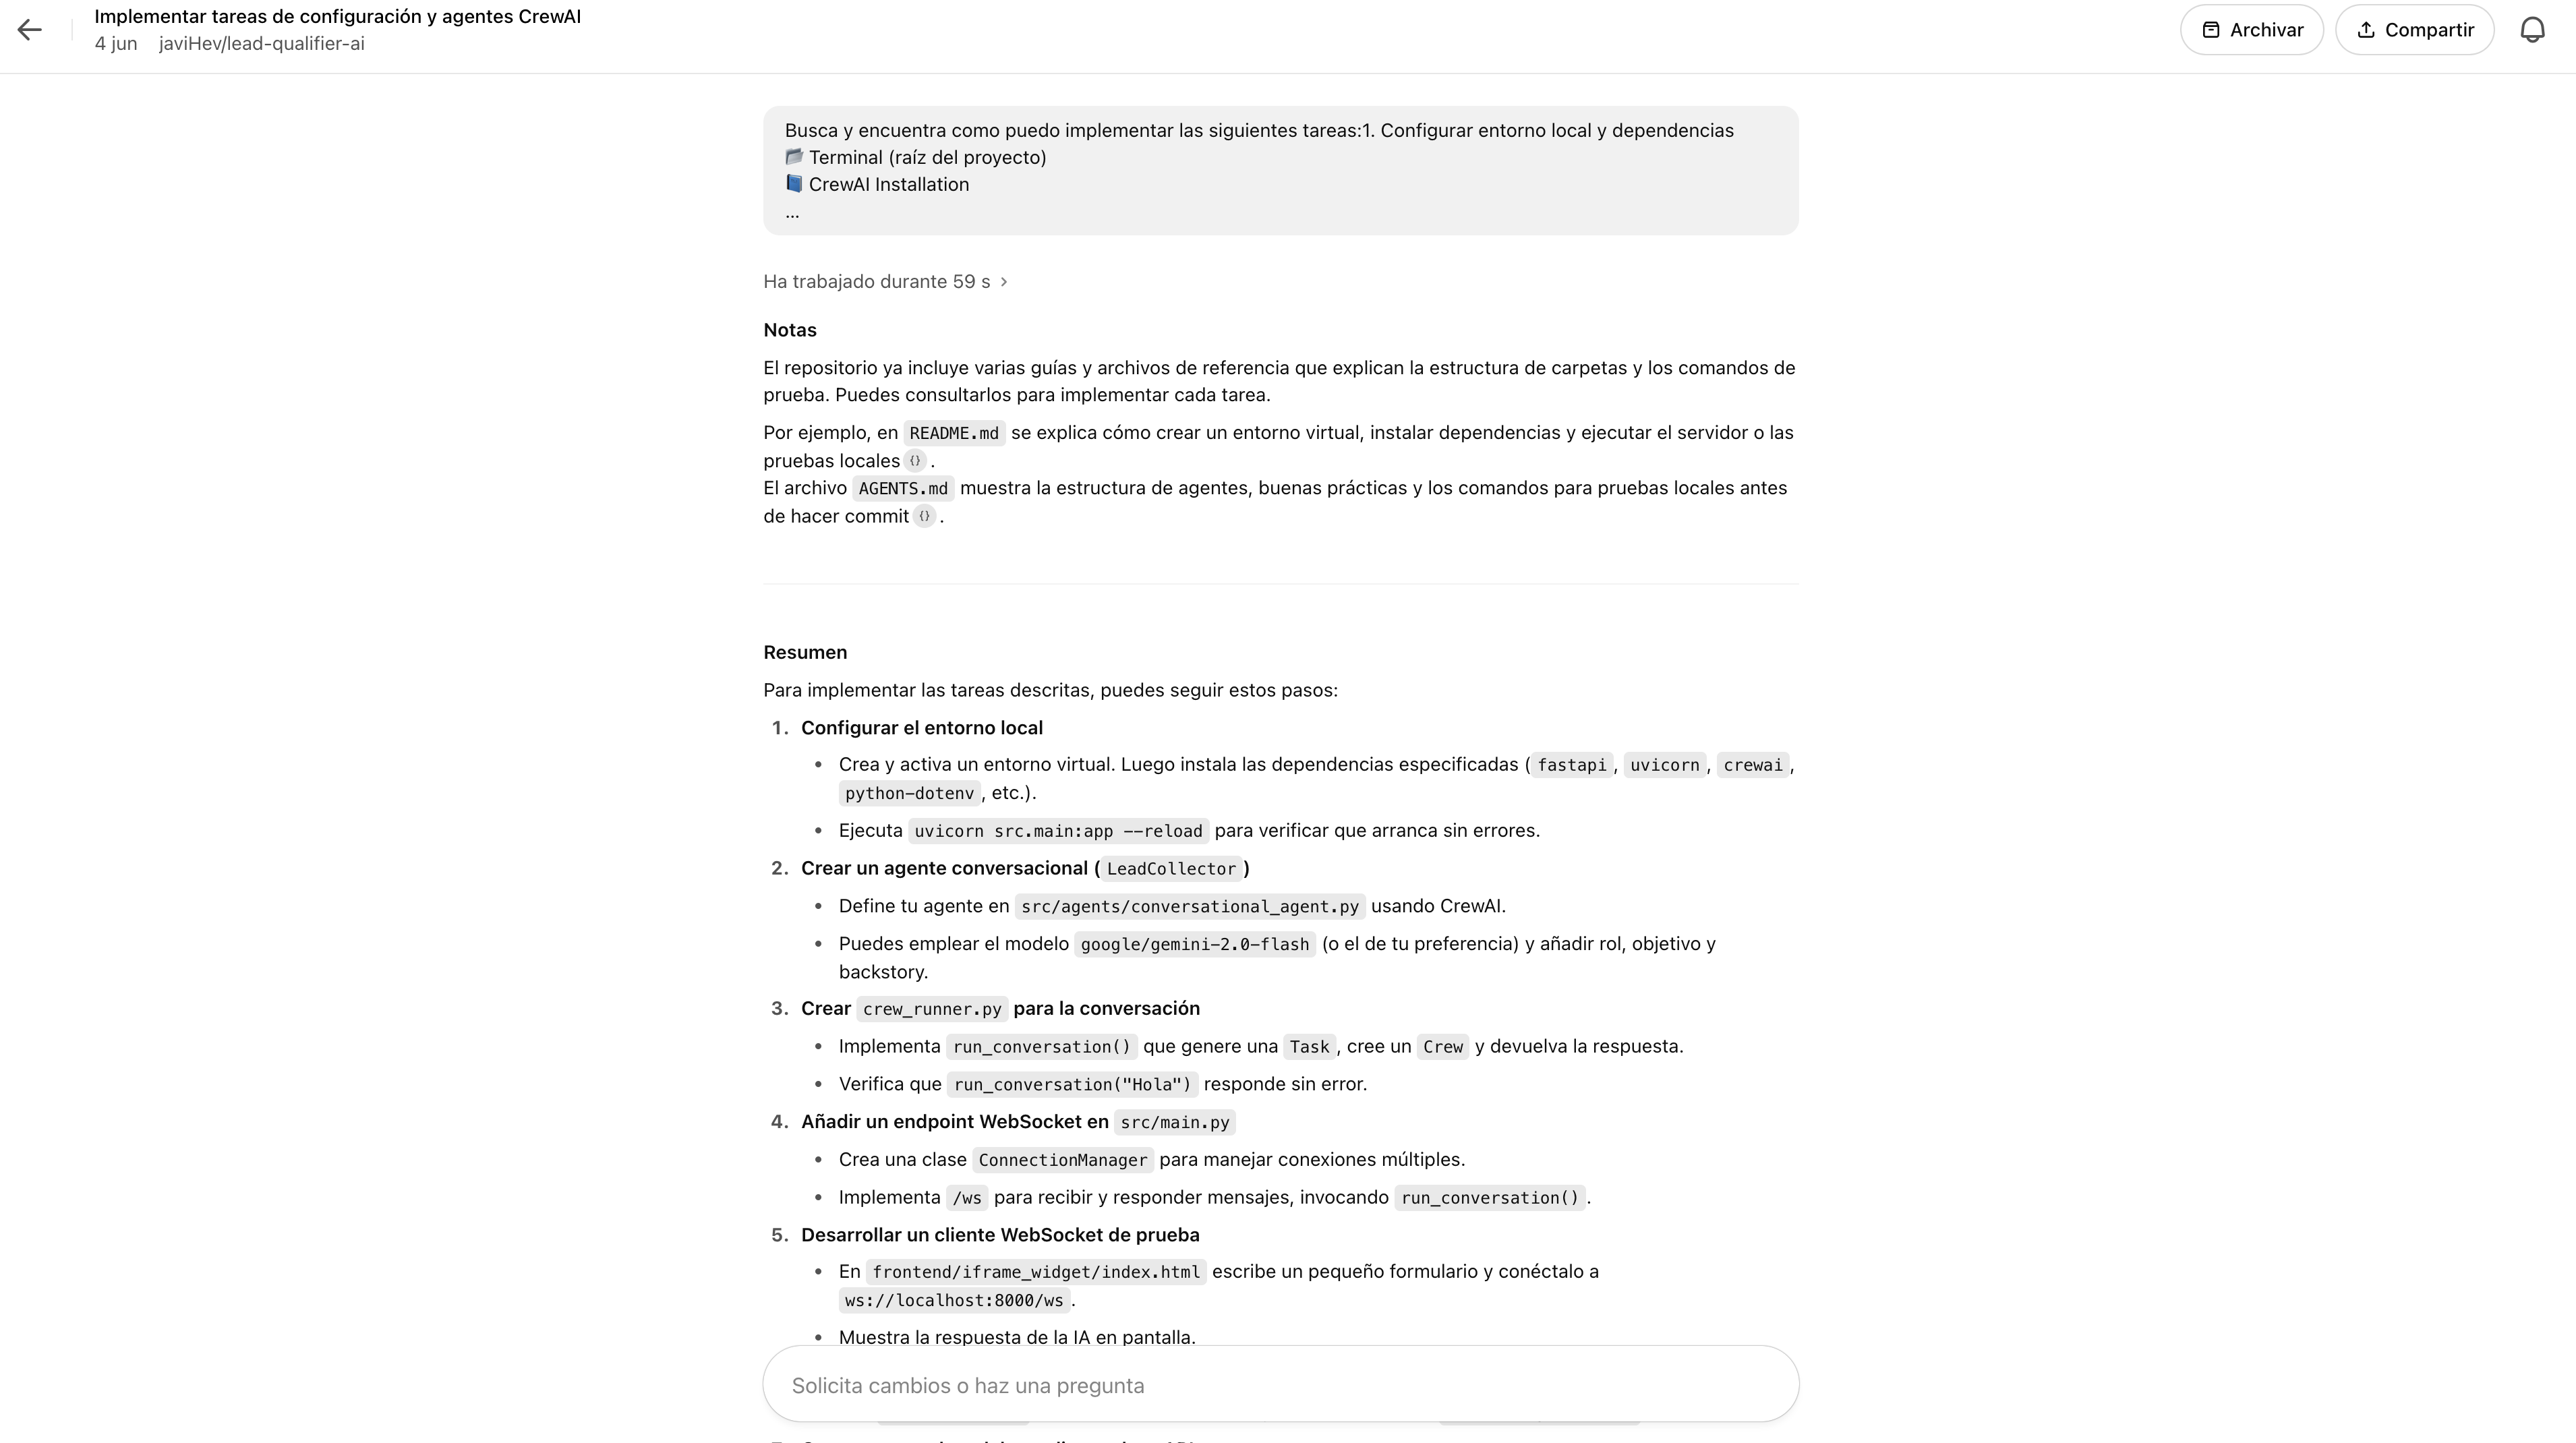 Implementar tareas de configuración y agentes CrewAI
4 jun javiHev/lead-qualifier-ai
Archivar
Compartir
Busca y encuentra como puedo implementar las siguientes tareas:1. Configurar entorno local y dependencias
📂 Terminal (raíz del proyecto)
📘 CrewAI Installation
...
Ha trabajado durante 59 s >
Notas
El repositorio ya incluye varias guías y archivos de referencia que explican la estructura de carpetas y los comandos de
prueba. Puedes consultarlos para implementar cada tarea.
Por ejemplo, en README.md se explica cómo crear un entorno virtual, instalar dependencias y ejecutar el servidor o las
pruebas locales {} .
El archivo AGENTS.md muestra la estructura de agentes, buenas prácticas y los comandos para pruebas locales antes
de hacer commit {} .
Resumen
Para implementar las tareas descritas, puedes seguir estos pasos:
1. Configurar el entorno local
• Crea y activa un entorno virtual. Luego instala las dependencias especificadas ( fastapi , uvicorn , crewai ,
python-dotenv , etc.).
• Ejecuta uvicorn src.main:app --reload para verificar que arranca sin errores.
2. Crear un agente conversacional ( LeadCollector )
• Define tu agente en src/agents/conversational_agent.py usando CrewAI.
• Puedes emplear el modelo google/gemini-2.0-flash (o el de tu preferencia) y añadir rol, objetivo y
backstory.
3. Crear crew_runner.py para la conversación
• Implementa run_conversation() que genere una Task , cree un Crew y devuelva la respuesta.
• Verifica que run_conversation("Hola") responde sin error.
4. Añadir un endpoint WebSocket en src/main.py
• Crea una clase ConnectionManager para manejar conexiones múltiples.
• Implementa /ws para recibir y responder mensajes, invocando run_conversation() .
5. Desarrollar un cliente WebSocket de prueba
• En frontend/iframe_widget/index.html escribe un pequeño formulario y conéctalo a
ws://localhost:8000/ws .
• Muestra la respuesta de la IA en pantalla.
Solicita cambios o haz una pregunta